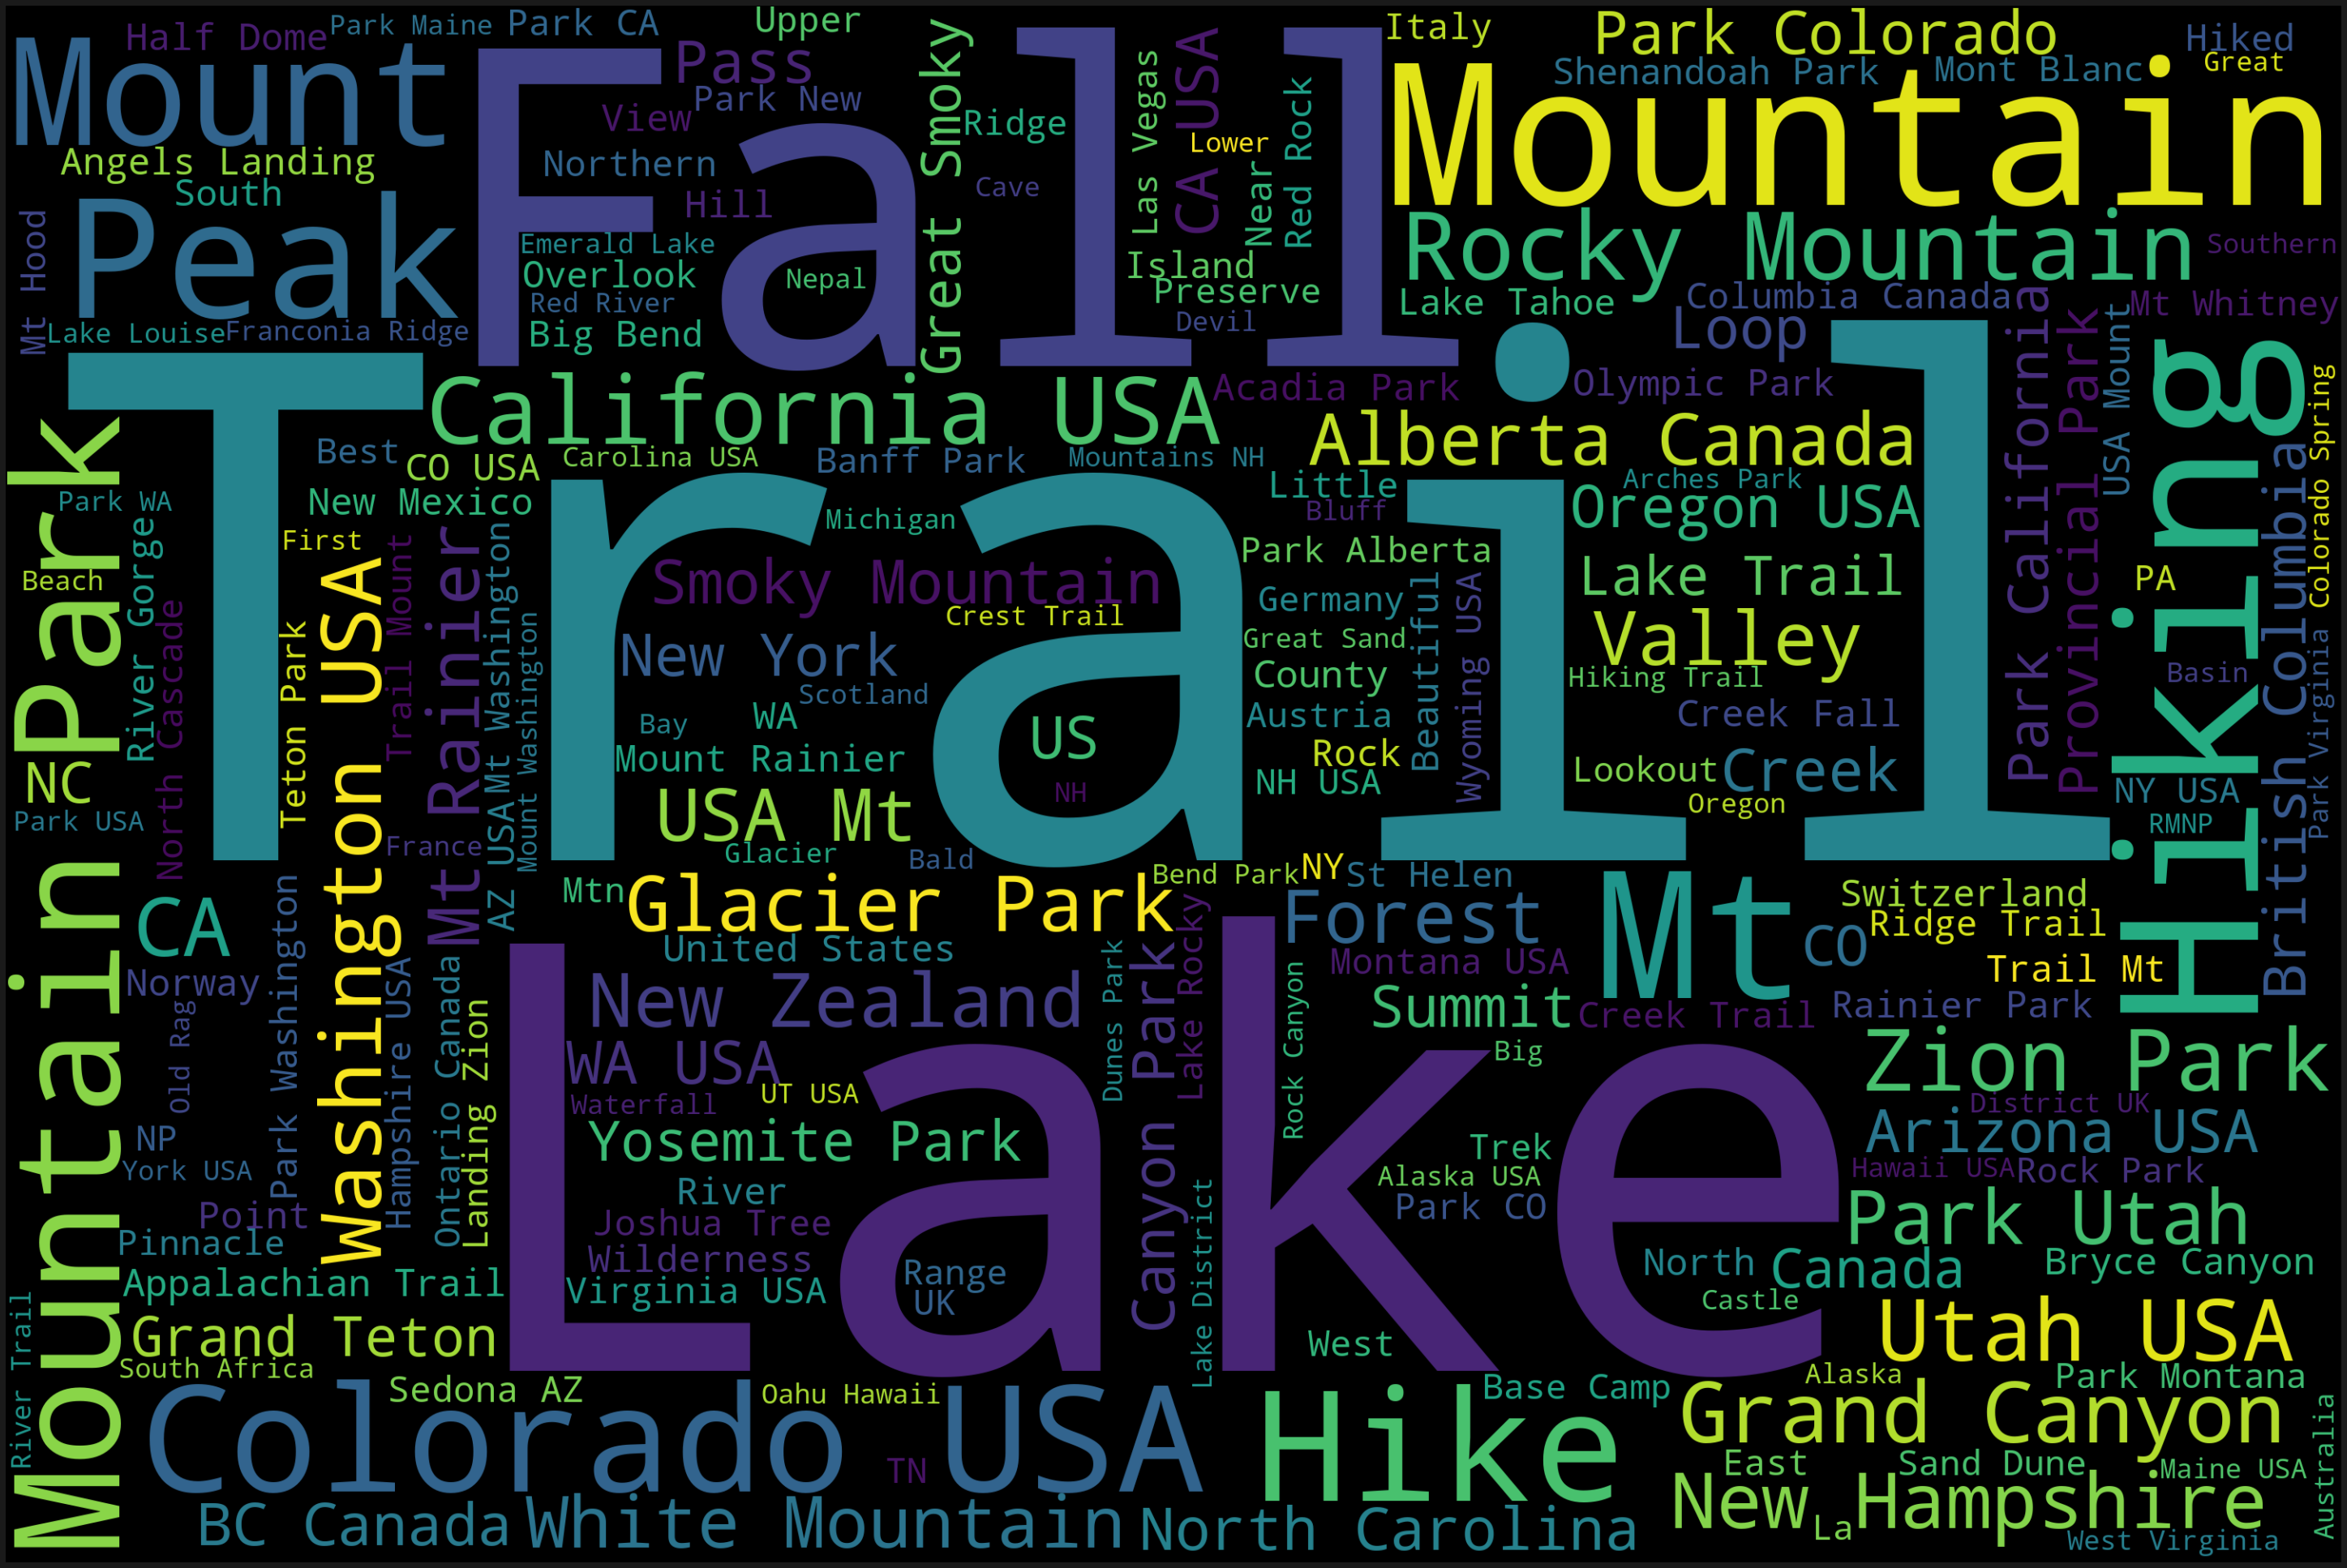 Half Dome
Park Maine
Park CA
Upper
Italy
Park Colorado
Hiked
Great
Mount
Fall
Pass
Great Smoky
Las Vegas
CA USA
Red Rock
Shenandoah Park
Mont Blanc
Mountain
View
Park New
Ridge
Lower
Angels Landing
Northern
Cave
Near
South
Hill
Peak
Mt Hood
Emerald Lake
Overlook
Nepal
Island
Preserve
Rocky Mountain
Southern
Red River
Big Bend
Devil
Lake Tahoe
Columbia Canada
Mt Whitney
Lake Louise
Franconia Ridge
Loop
Trail
California USA
Acadia Park
Olympic Park
Park California
Provincial Park
USA Mount
Hiking
Colorado Spring
Mountain Park
Best
CO USA
Carolina USA
Banff Park
Mountains NH
Alberta Canada
Park WA
New Mexico
Michigan
Little
Bluff
Arches Park
Oregon USA
River Gorge
First
Trail Mount
Mt Rainier
Mt Washington
Smoky Mountain
Park Alberta
Beach
Crest Trail
Germany
Beautiful
Wyoming USA
Lake Trail
PA
British Columbia
North Cascade
Teton Park
Washington USA
Mount Washington
New York
Great Sand
Valley
County
Hiking Trail
Basin
Park Virginia
Scotland
Bay
WA
US
Austria
Creek Fall
NC
Mount Rainier
Rock
Lookout
Creek
NH USA
NH
Oregon
NY USA
Park USA
AZ USA
USA Mt
RMNP
France
Glacier
Bald
Bend Park
NY
St Helen
Mt
CA
Mtn
Glacier Park
Forest
Switzerland
CO
Ridge Trail
United States
Montana USA
Trail Mt
Norway
Park Washington
Hampshire USA
Ontario Canada
Landing Zion
Lake
New Zealand
Dunes Park
Canyon Park
Lake Rocky
Rock Canyon
Summit
Creek Trail
Rainier Park
Old Rag
WA USA
Big
Zion Park
UT USA
Waterfall
District UK
NP
Yosemite Park
Trek
Arizona USA
York USA
River
Alaska USA
Hawaii USA
Rock Park
Point
Joshua Tree
Park CO
Park Utah
Pinnacle
Wilderness
Range
Lake District
North
Canada
Bryce Canyon
Appalachian Trail
Virginia USA
UK
Castle
River Trail
Grand Teton
West
Utah USA
South Africa
Sedona AZ
Oahu Hawaii
Base Camp
Alaska
Park Montana
Colorado USA
Hike
Grand Canyon
Australia
TN
East
Sand Dune
Maine USA
BC Canada
White Mountain
North Carolina
New Hampshire
La
West Virginia